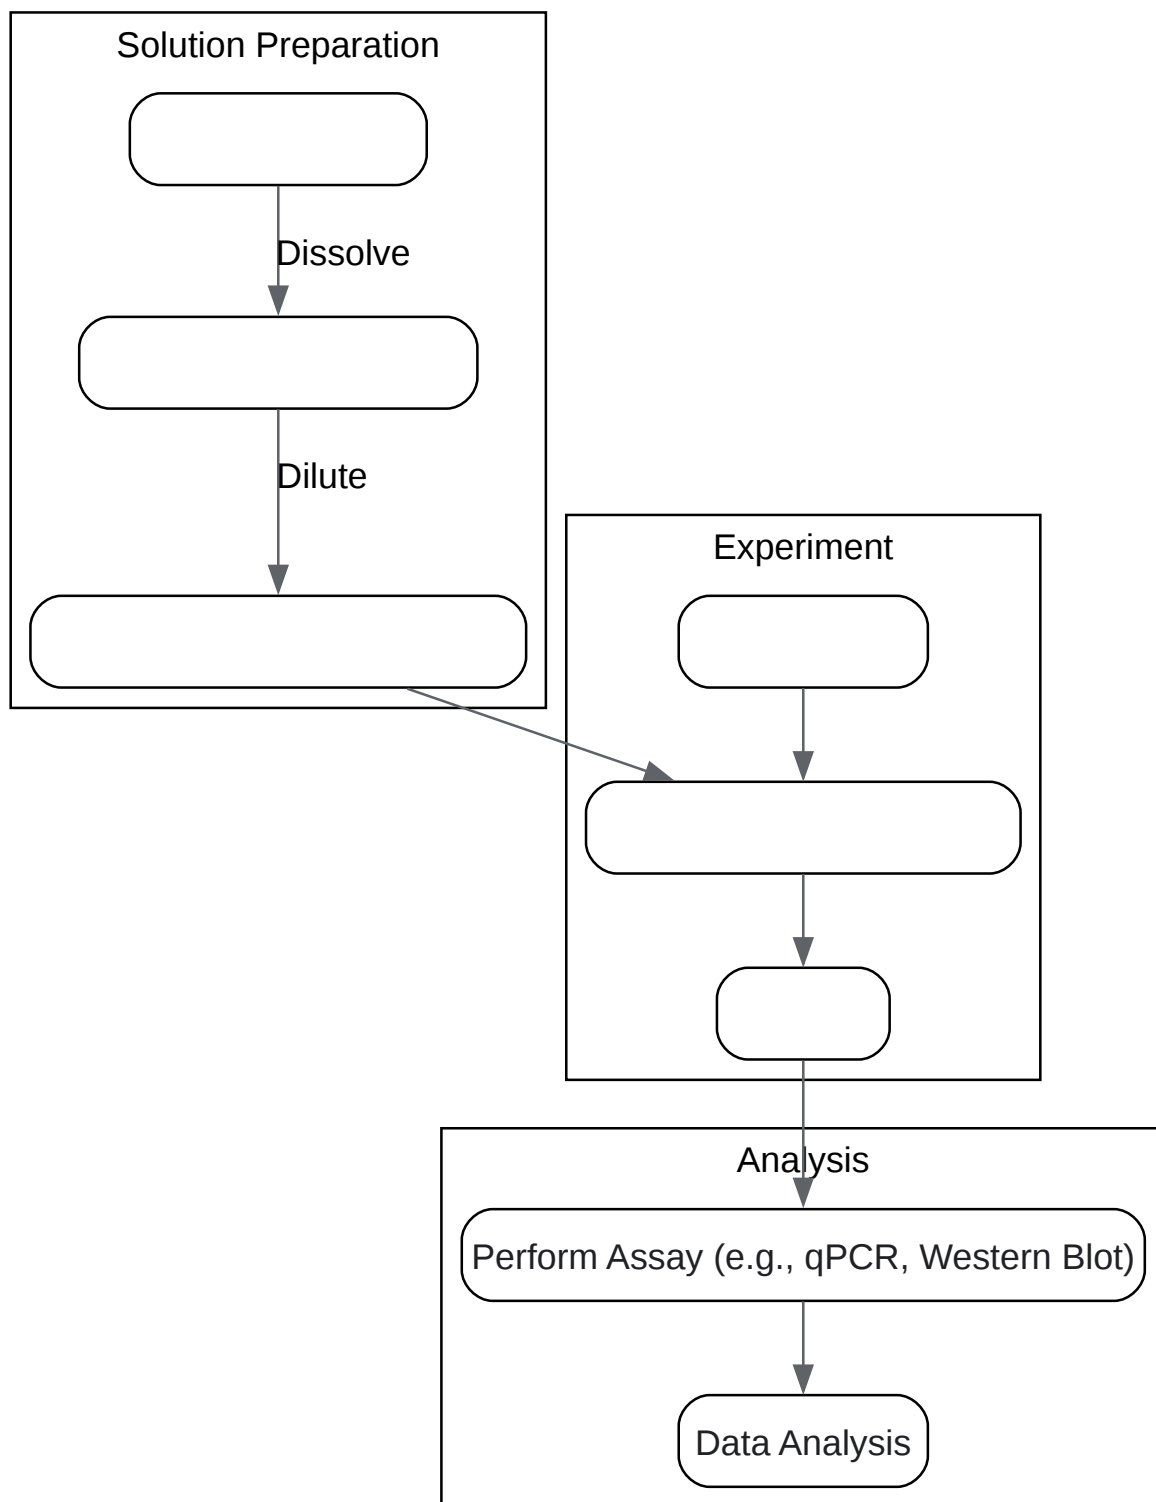 Solution Preparation
Dissolve
Dilute
Experiment
Analysis
Perform Assay (e.g., qPCR, Western Blot)
Data Analysis